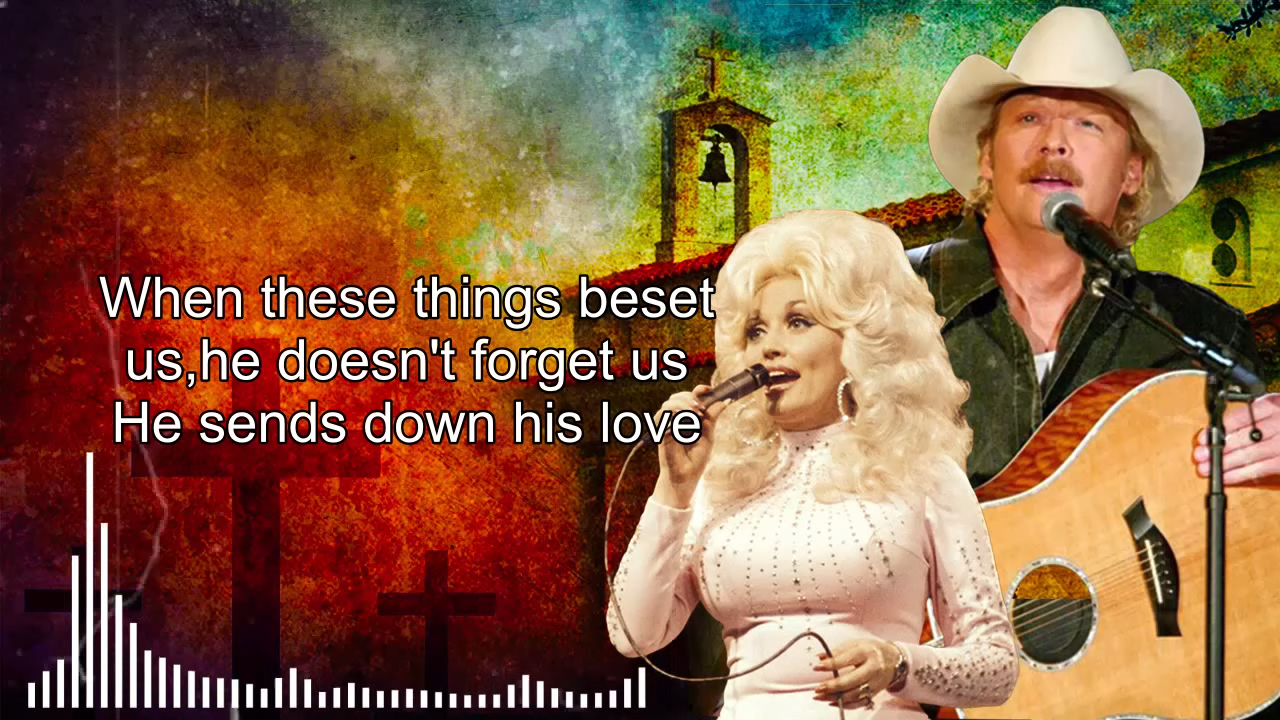 When these things beset
us,he doesn't forget us
He sends down his love